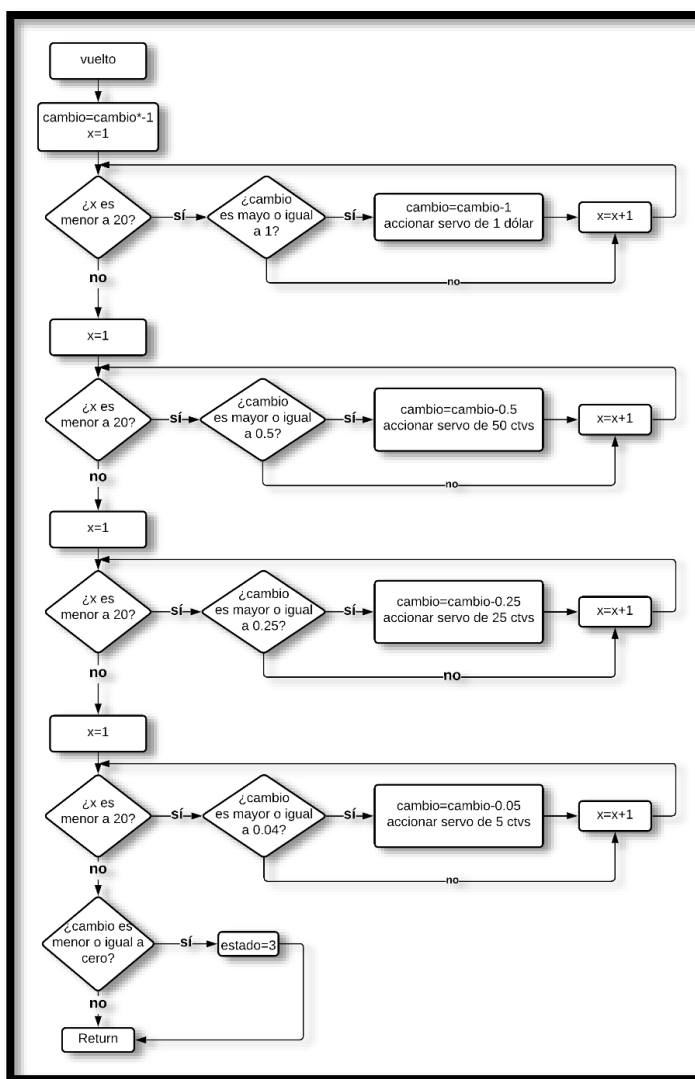 vuelto
cambio=cambio*-1
x=1
¿x es
menor a 20?
sí
¿cambio
es mayo o igual
a 1?
sí
cambio=cambio-1
accionar servo de 1 dólar
x=x+1
no
no
x=1
¿x es
menor a 20?
sí
¿cambio
es mayor o igual
a 0.5?
sí
cambio=cambio-0.5
accionar servo de 50 ctvs
x=x+1
no
no
x=1
¿x es
menor a 20?
sí
¿cambio
es mayor o igual
a 0.25?
sí
cambio=cambio-0.25
accionar servo de 25 ctvs
x=x+1
no
no
x=1
¿x es
menor a 20?
sí
¿cambio
es mayor o igual
a 0.04?
sí
cambio=cambio-0.05
accionar servo de 5 ctvs
x=x+1
no
no
¿cambio es
menor o igual a
cero?
sí
estado=3
no
Return